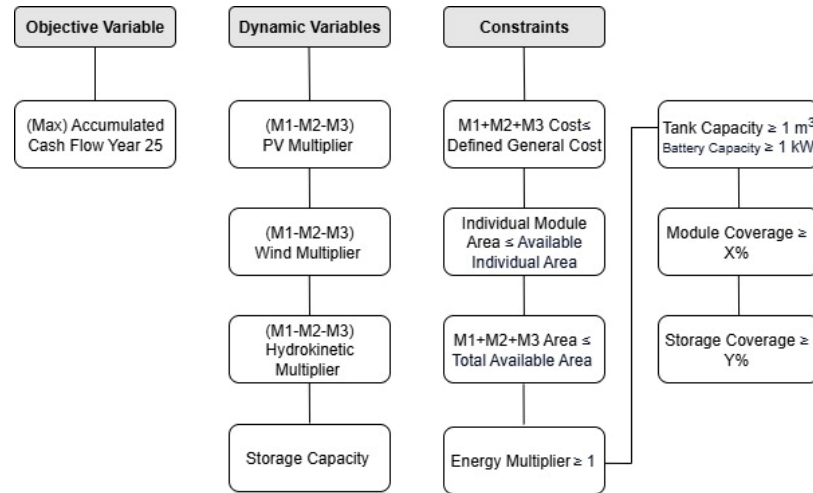 Objective Variable
(Max) Accumulated
Cash Flow Year 25
Dynamic Variables
(M1-M2-M3)
PV Multiplier
(M1-M2-M3)
Wind Multiplier
(M1-M2-M3)
Hydrokinetic
Multiplier
Storage Capacity
Constraints
M1+M2+M3 Cost≤
Defined General Cost
Individual Module
Area ≤ Available
Individual Area
M1+M2+M3 Area ≤
Total Available Area
Energy Multiplier ≥ 1
Tank Capacity ≥ 1 m³
Battery Capacity ≥ 1 kW
Module Coverage ≥
X%
Storage Coverage ≥
Y%